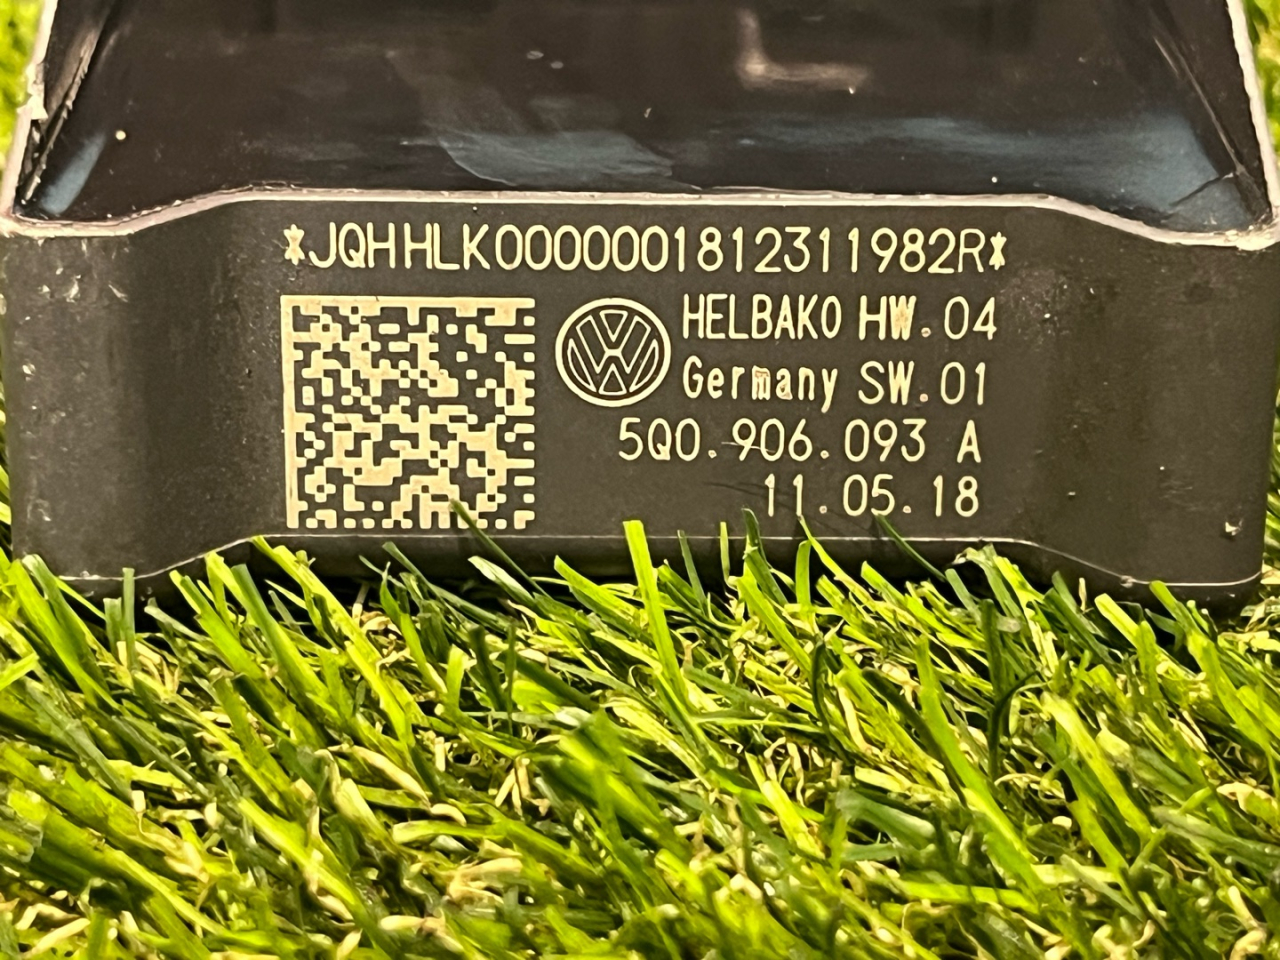 *JQHHLK0000001812311982R*
HELBAKO HW.04
Germany SW.01
5Q0.906.093 A
11.05.18